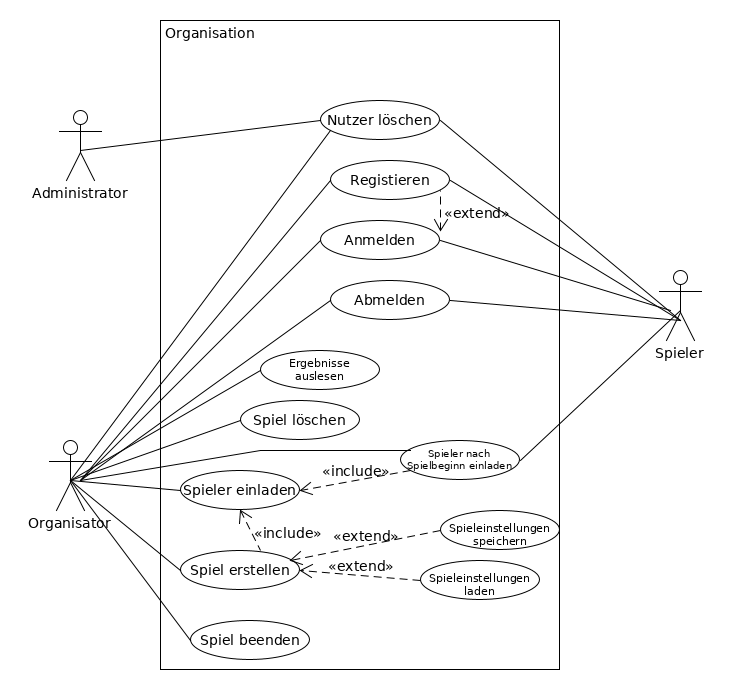 Organisation
Nutzer löschen
Administrator
Registieren
«extend»
Anmelden
Abmelden
Spieler
Ergebnisse
auslesen
Spiel löschen
Spieler nach
Spielbeginn einladen
«include»
Spieler einladen
Organisator
«include»
«extend»
Spieleinstellungen
speichern
Spiel erstellen
«extend»
Spieleinstellungen
laden
Spiel beenden